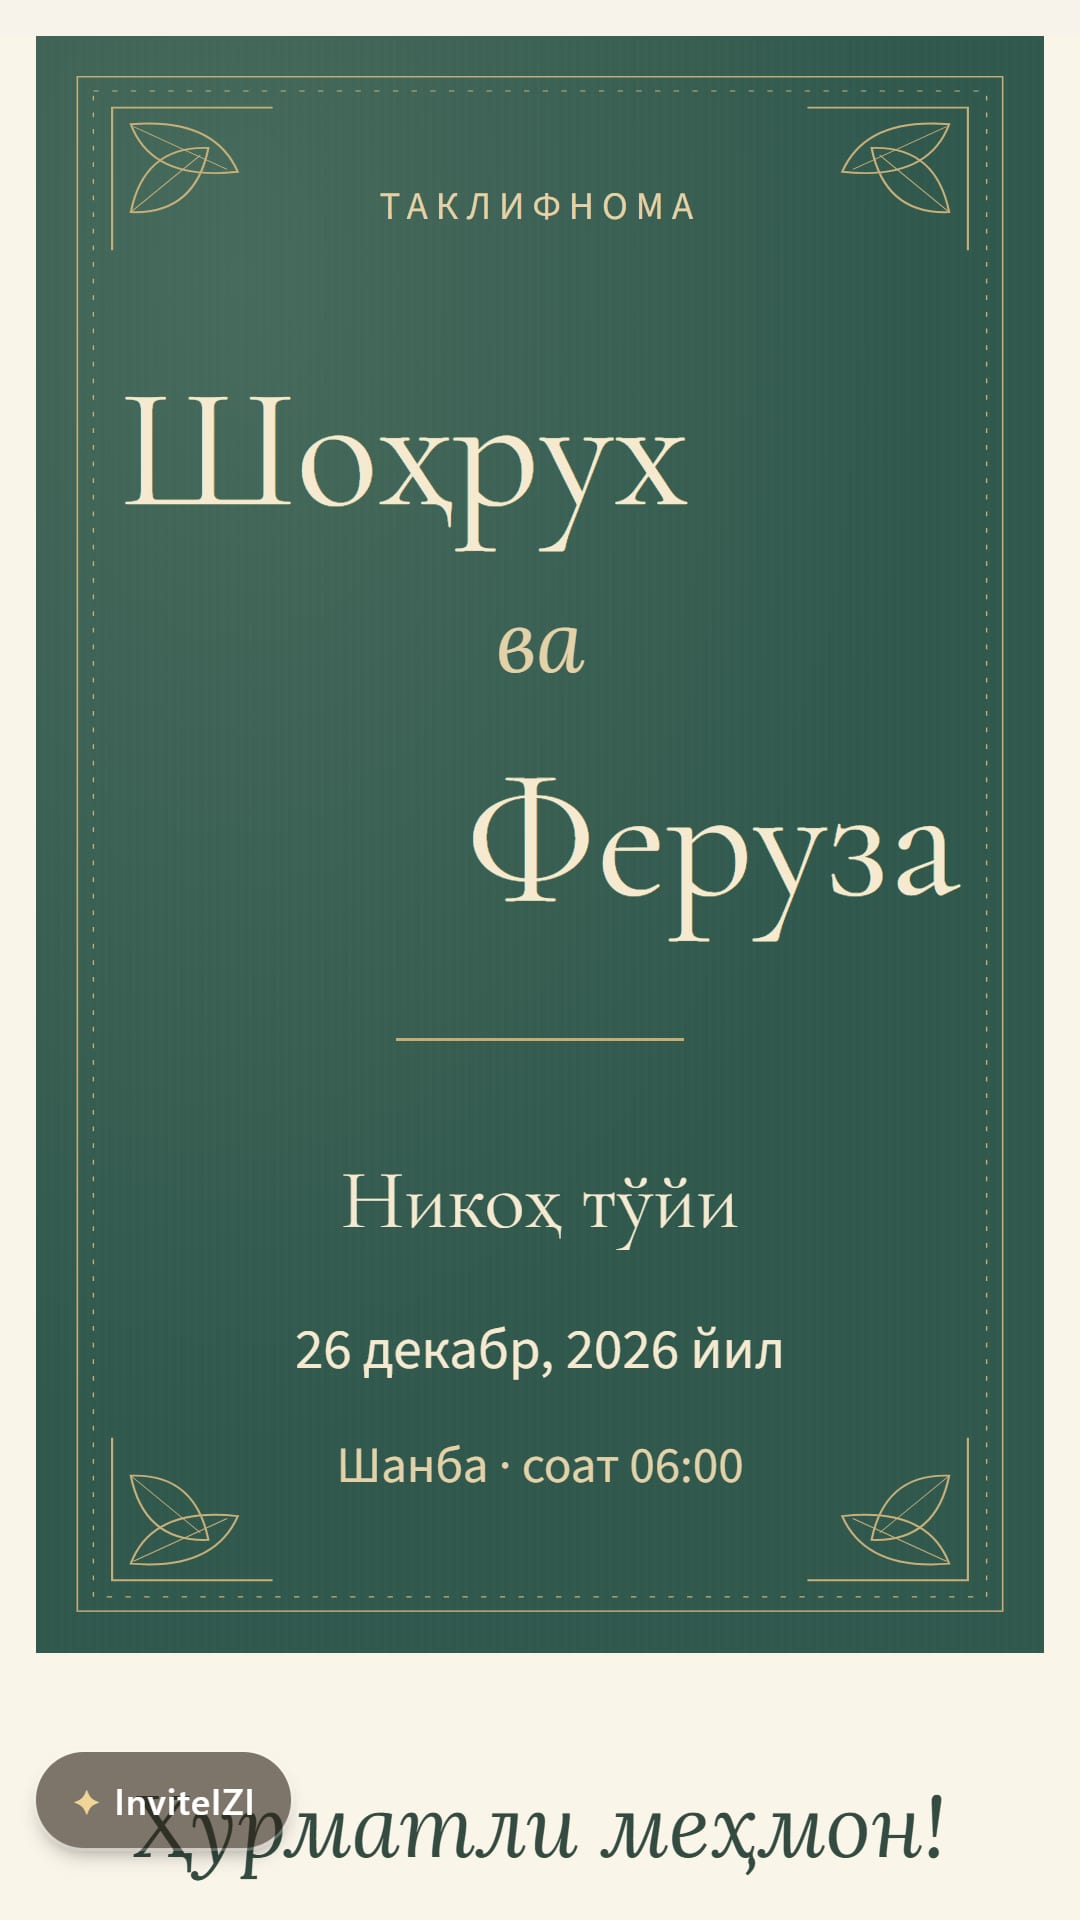 ТАКЛИФНОМА
Шоҳрух
ва
Феруза
Никоҳ тўйи
26 декабр, 2026 йил
Шанба · соат 06:00
InviteIZI
Ҳурматли меҳмон!